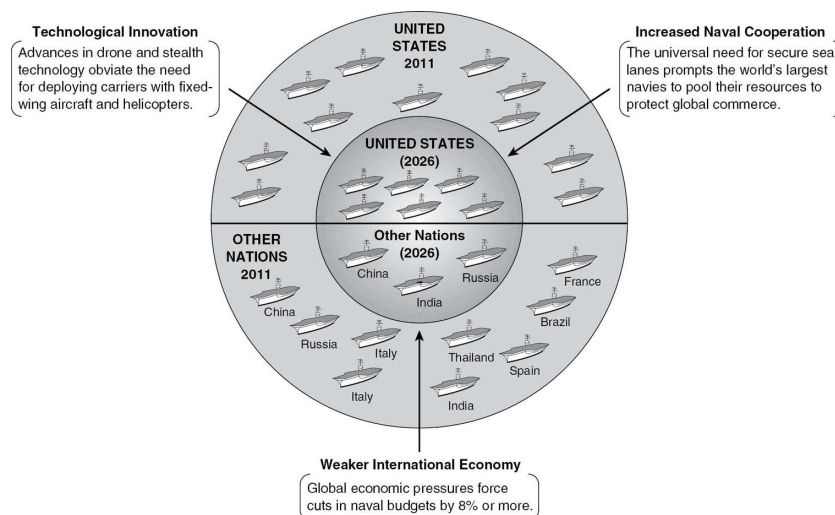 Technological Innovation
Advances in drone and stealth
technology obviate the need
for deploying carriers with fixed-
wing aircraft and helicopters.
UNITED
STATES
2011
Increased Naval Cooperation
The universal need for secure sea
lanes prompts the world's largest
navies to pool their resources to
protect global commerce.
UNITED STATES
(2026)
Other Nations
(2026)
China
India
Russia
OTHER
NATIONS
2011
China
Russia
Italy
Italy
Thailand
India
Spain
Brazil
France
Weaker International Economy
Global economic pressures force
cuts in naval budgets by 8% or more.